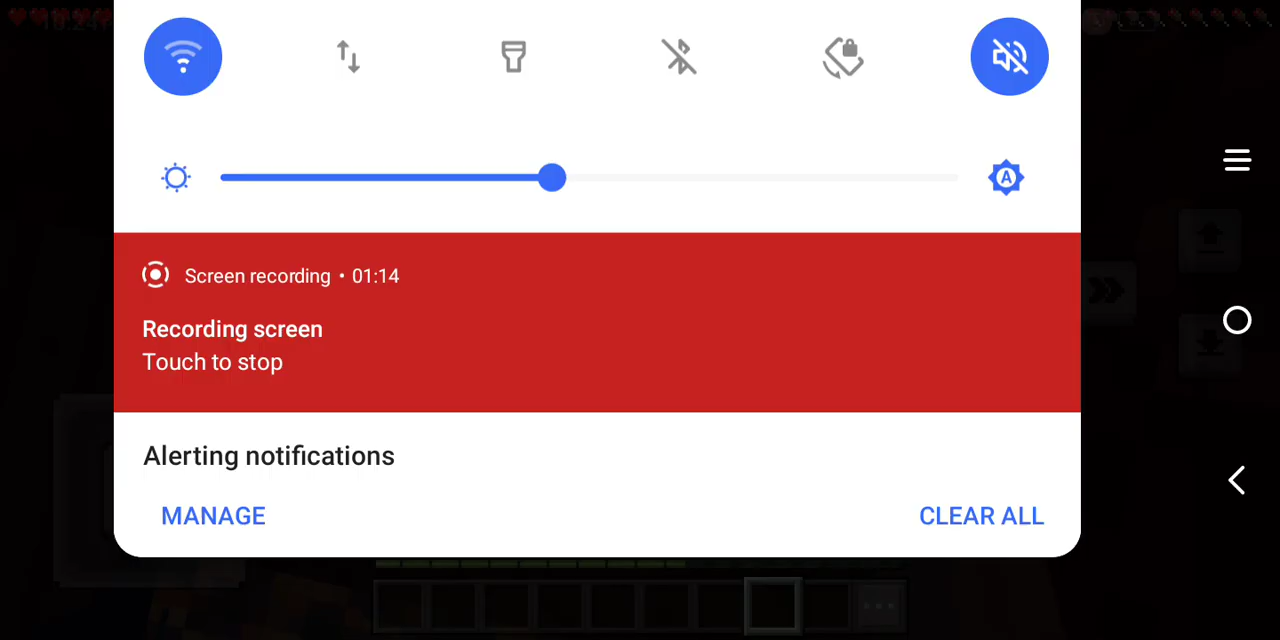 Screen recording • 01:14
Recording screen
Touch to stop
Alerting notifications
MANAGE
CLEAR ALL